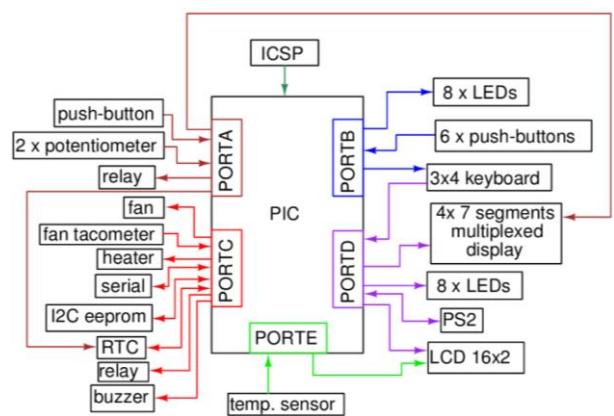 ICSP
push-button
2 x potentiometer
relay
fan
fan tacometer
heater
serial
I2C eeprom
RTC
relay
buzzer
PORTA
PORTC
PIC
PORTB
PORTD
PORTE
temp. sensor
8 x LEDs
6 x push-buttons
3x4 keyboard
4x 7 segments
multiplexed
display
8 x LEDs
PS2
LCD 16x2